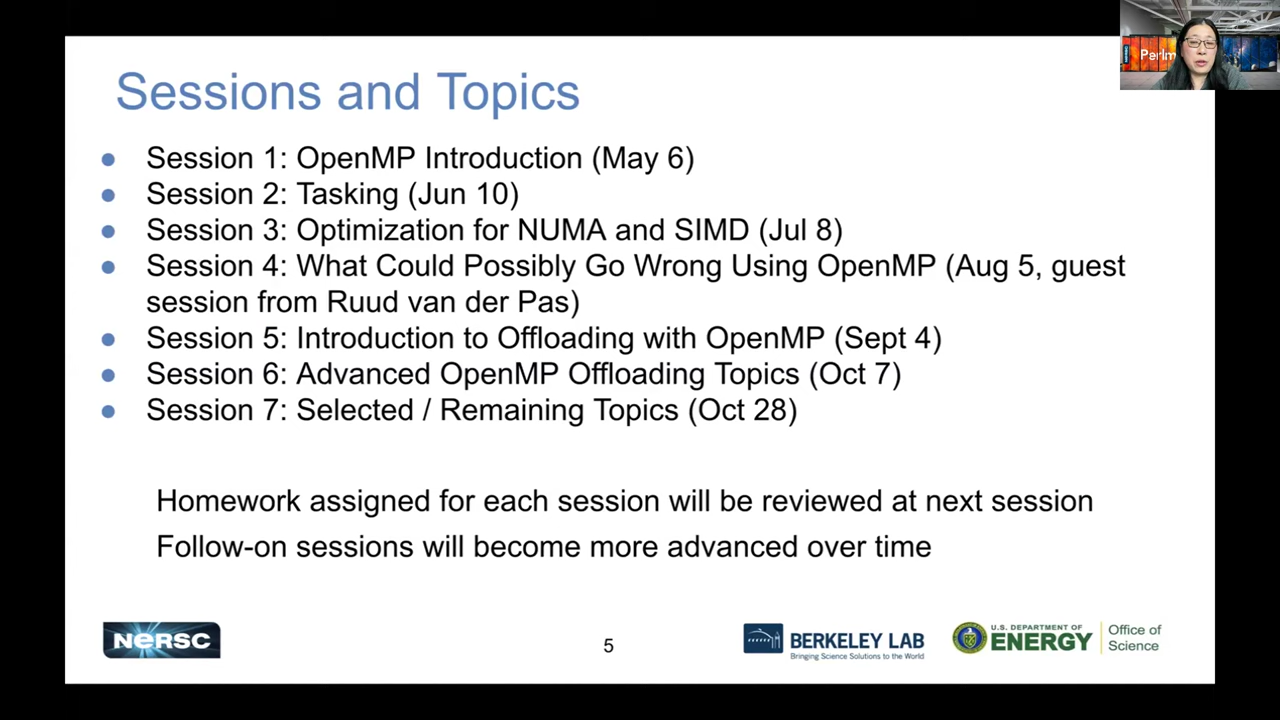 Sessions and Topics
Session 1: OpenMP Introduction (May 6)
Session 2: Tasking (Jun 10)
Session 3: Optimization for NUMA and SIMD (Jul 8)
Session 4: What Could Possibly Go Wrong Using OpenMP (Aug 5, guest
session from Ruud van der Pas)
Session 5: Introduction to Offloading with OpenMP (Sept 4)
Session 6: Advanced OpenMP Offloading Topics (Oct 7)
Session 7: Selected / Remaining Topics (Oct 28)
Homework assigned for each session will be reviewed at next session
Follow-on sessions will become more advanced over time
NERSC
5
BERKELEY LAB
Bringing Science Solutions to the World
U.S. DEPARTMENT OF
ENERGY
Office of
Science
Perlm